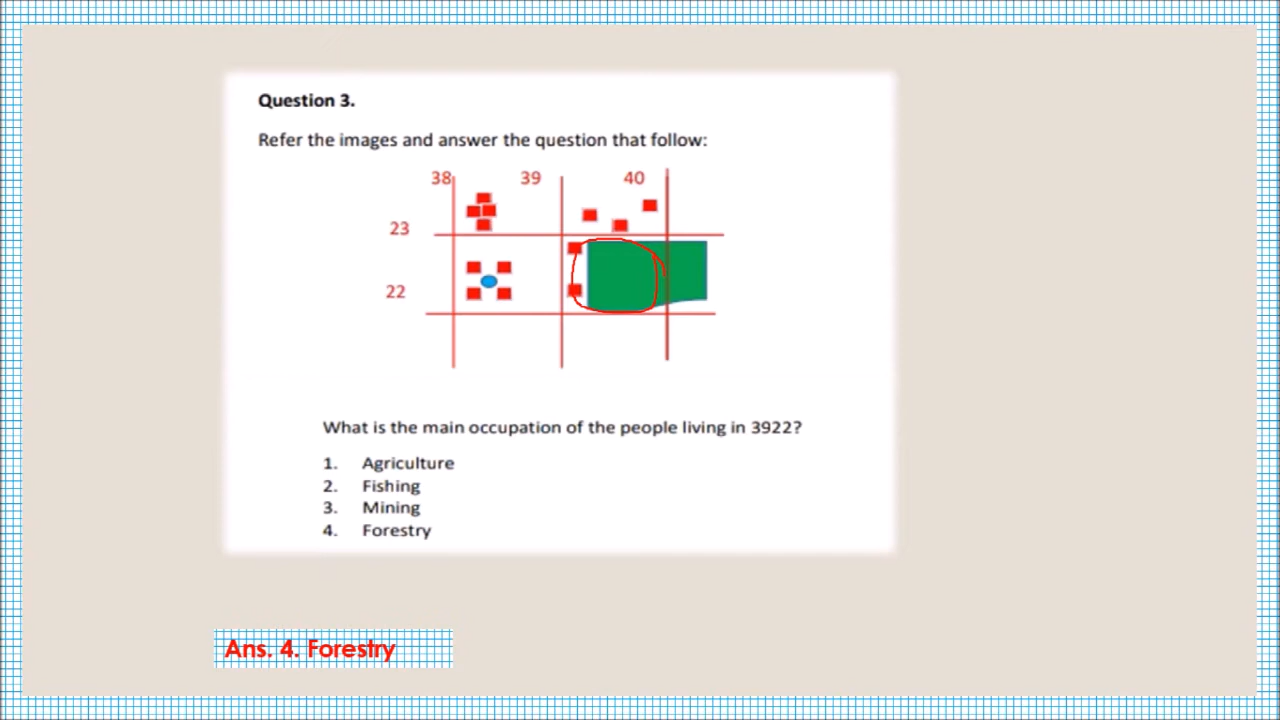 Question 3.
Refer the images and answer the question that follow:
38 39 40
23
22
What is the main occupation of the people living in 3922?
1. Agriculture
2. Fishing
3. Mining
4. Forestry
Ans. 4. Forestry